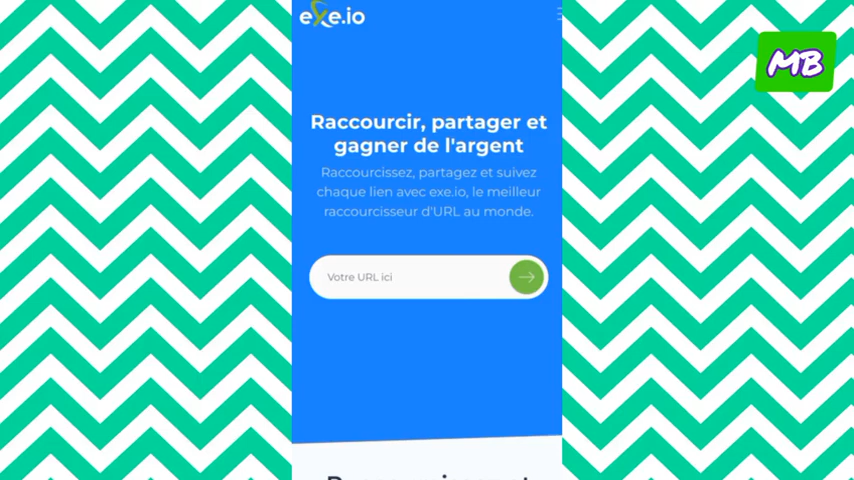 exe.io
MB
Raccourcir, partager et
gagner de l'argent
Raccourcissez, partagez et suivez
chaque lien avec exe.io, le meilleur
raccourcisseur d'URL au monde.
Votre URL ici